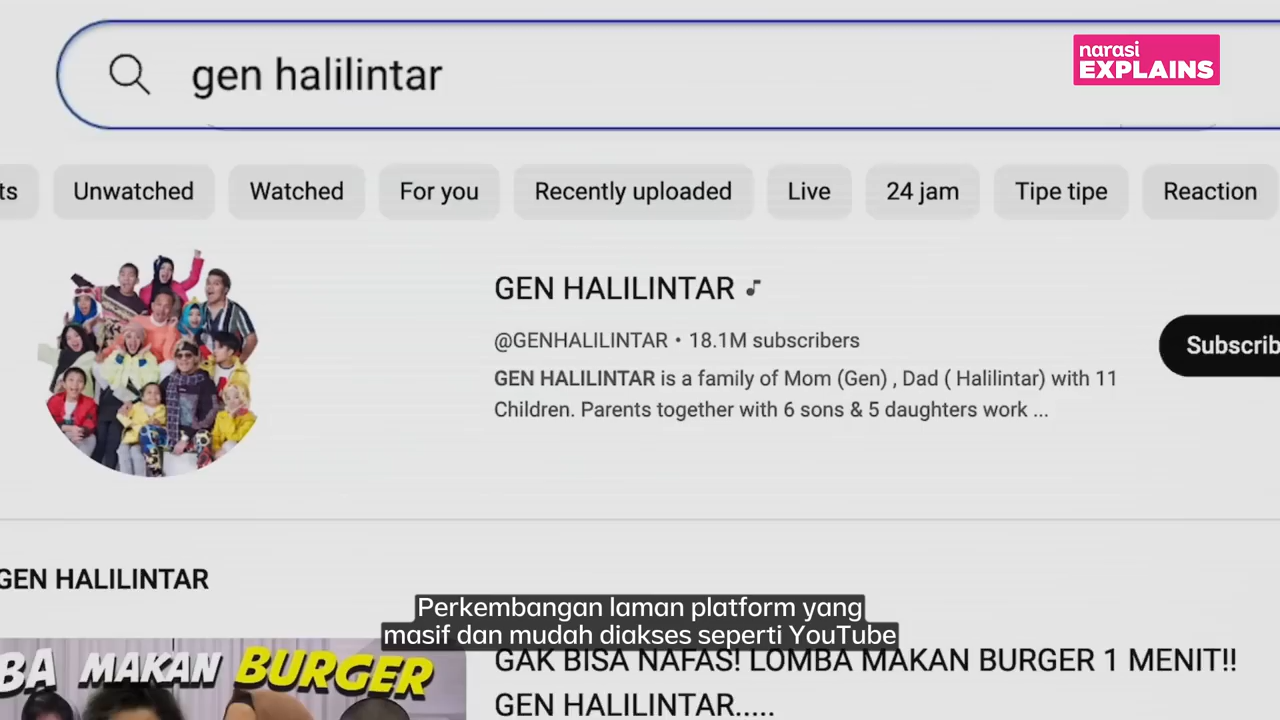 gen halilintar
narasi
EXPLAINS
ts
Unwatched
Watched
For you
Recently uploaded
Live
24 jam
Tipe tipe
Reaction
GEN HALILINTAR
@GENHALILINTAR • 18.1M subscribers
Subscrib
GEN HALILINTAR is a family of Mom (Gen) , Dad ( Halilintar) with 11
Children. Parents together with 6 sons & 5 daughters work ...
GEN HALILINTAR
Perkembangan laman platform yang
masif dan mudah diakses seperti YouTube
BA MAKAN BURGER
GAK BISA NAFAS! LOMBA MAKAN BURGER 1 MENIT!!
GEN HALILINTAR.....